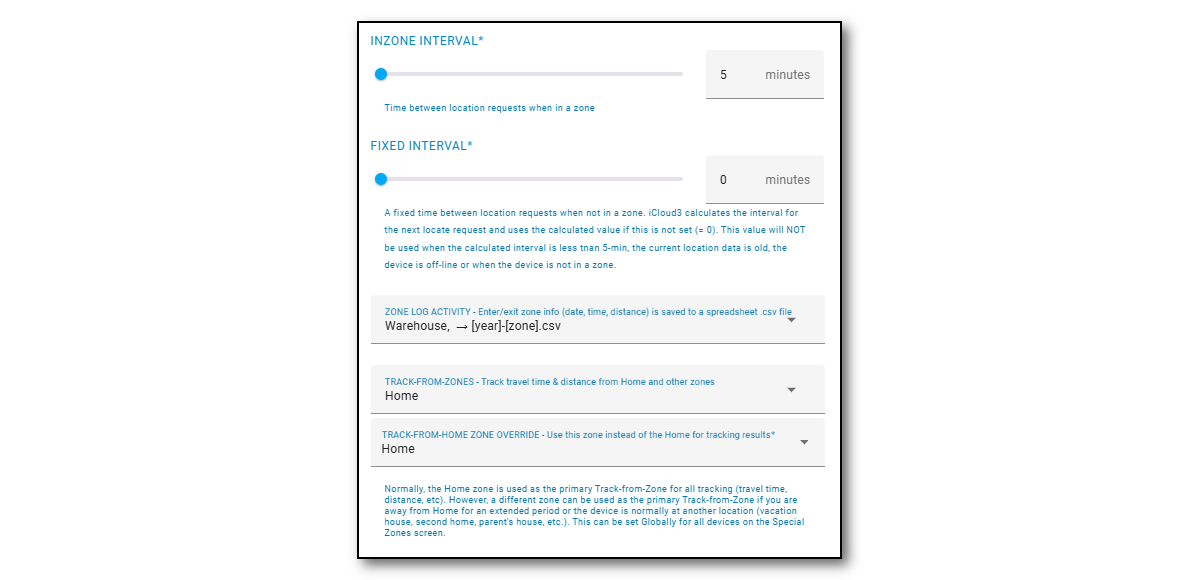 INZONE INTERVAL*
5 minutes
Time between location requests when in a zone
FIXED INTERVAL*
0 minutes
A fixed time between location requests when not in a zone. iCloud3 calculates the interval for
the next locate request and uses the calculated value if this is not set (= 0). This value will NOT
be used when the calculated interval is less tnan 5-min, the current location data is old, the
device is off-line or when the device is not in a zone.
ZONE LOG ACTIVITY - Enter/exit zone info (date, time, distance) is saved to a spreadsheet .csv file
Warehouse, → [year]-[zone].csv
TRACK-FROM-ZONES - Track travel time & distance from Home and other zones
Home
TRACK-FROM-HOME ZONE OVERRIDE - Use this zone instead of the Home for tracking results*
Home
Normally, the Home zone is used as the primary Track-from-Zone for all tracking (travel time,
distance, etc). However, a different zone can be used as the primary Track-from-Zone if you are
away from Home for an extended period or the device is normally at another location (vacation
house, second home, parent's house, etc.). This can be set Globally for all devices on the Special
Zones screen.